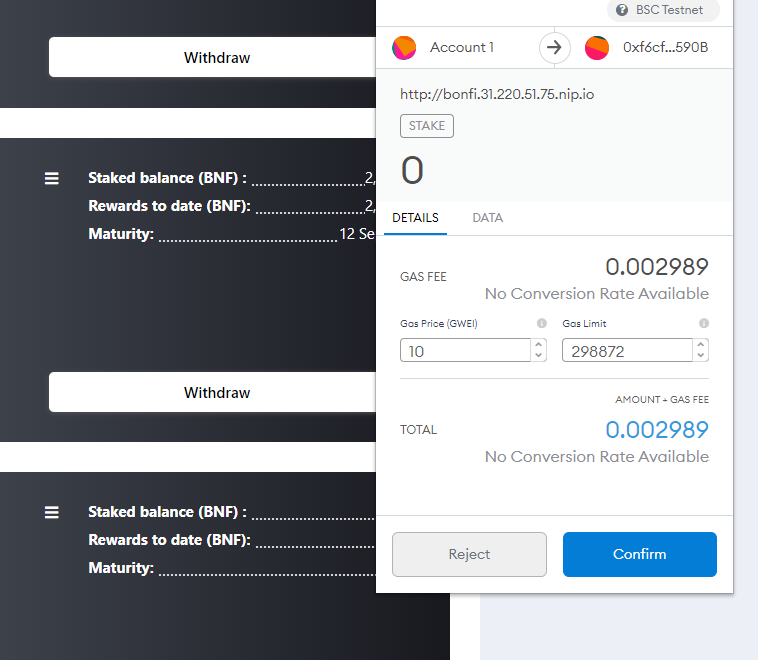 BSC Testnet
Account 1
0xf6cf...590B
http://bonfi.31.220.51.75.nip.io
STAKE
0
DETAILS
DATA
GAS FEE
0.002989
No Conversion Rate Available
Gas Price (GWEI)
Gas Limit
10
298872
AMOUNT + GAS FEE
TOTAL
0.002989
No Conversion Rate Available
Reject
Confirm
Withdraw
Staked balance (BNF) : 2,
Rewards to date (BNF): 2,
Maturity: 12 Se
Withdraw
Staked balance (BNF) :
Rewards to date (BNF):
Maturity: